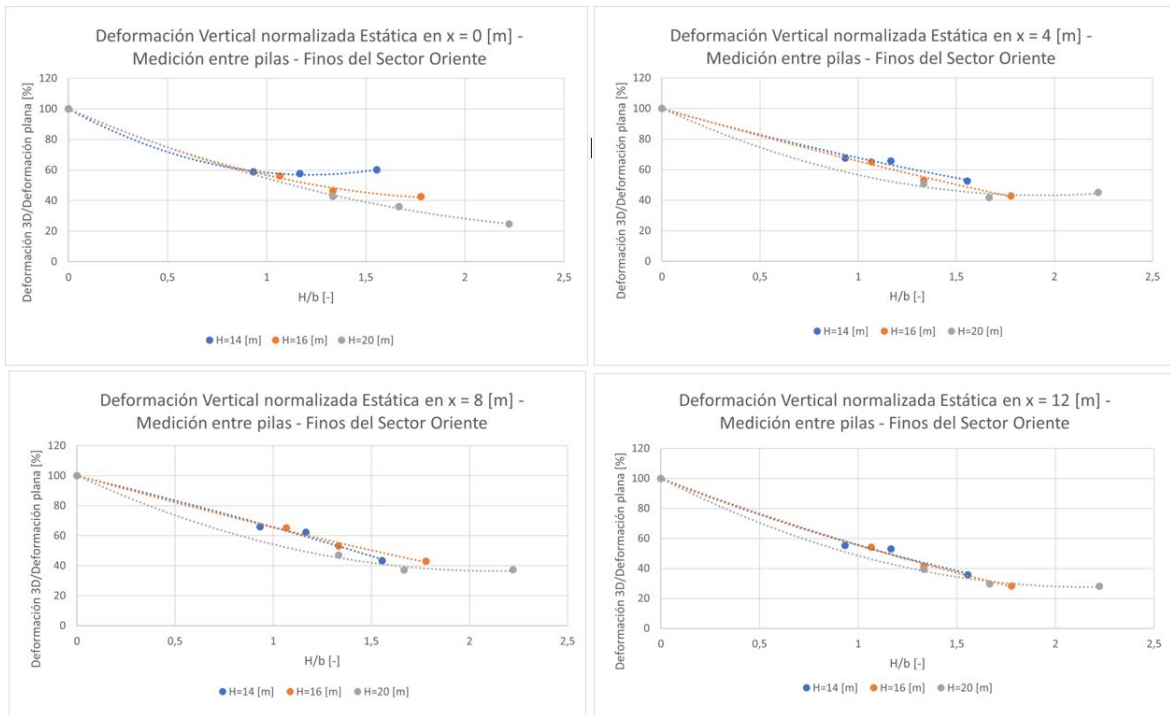 Deformación Vertical normalizada Estática en x = 0 [m] -
Medición entre pilas - Finos del Sector Oriente
Deformación 3D/Deformación plana [%]
120
100
80
60
40
20
0
0 0,5 1 1,5 2 2,5
H/b [-]
H=14 [m] H=16 [m] H=20 [m]
Deformación Vertical normalizada Estática en x = 4 [m] -
Medición entre pilas - Finos del Sector Oriente
Deformación 3D/Deformación plana [%]
120
100
80
60
40
20
0
0 0,5 1 1,5 2 2,5
H/b [-]
H=14 [m] H=16 [m] H=20 [m]
Deformación Vertical normalizada Estática en x = 8 [m] -
Medición entre pilas - Finos del Sector Oriente
Deformación 3D/Deformación plana [%]
120
100
80
60
40
20
0
0 0,5 1 1,5 2 2,5
H/b [-]
H=14 [m] H=16 [m] H=20 [m]
Deformación Vertical normalizada Estática en x = 12 [m] -
Medición entre pilas - Finos del Sector Oriente
Deformación 3D/Deformación plana [%]
120
100
80
60
40
20
0
0 0,5 1 1,5 2 2,5
H/b [-]
H=14 [m] H=16 [m] H=20 [m]